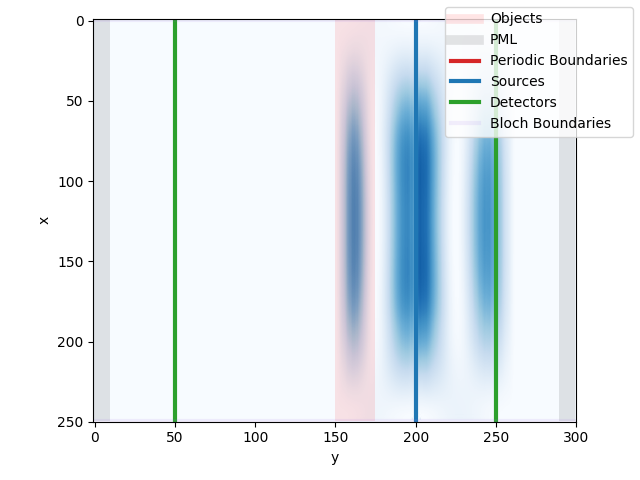 Objects
PML
Periodic Boundaries
Sources
Detectors
Bloch Boundaries
0
50
100
150
200
250
x
0 50 100 150 200 250 300
y